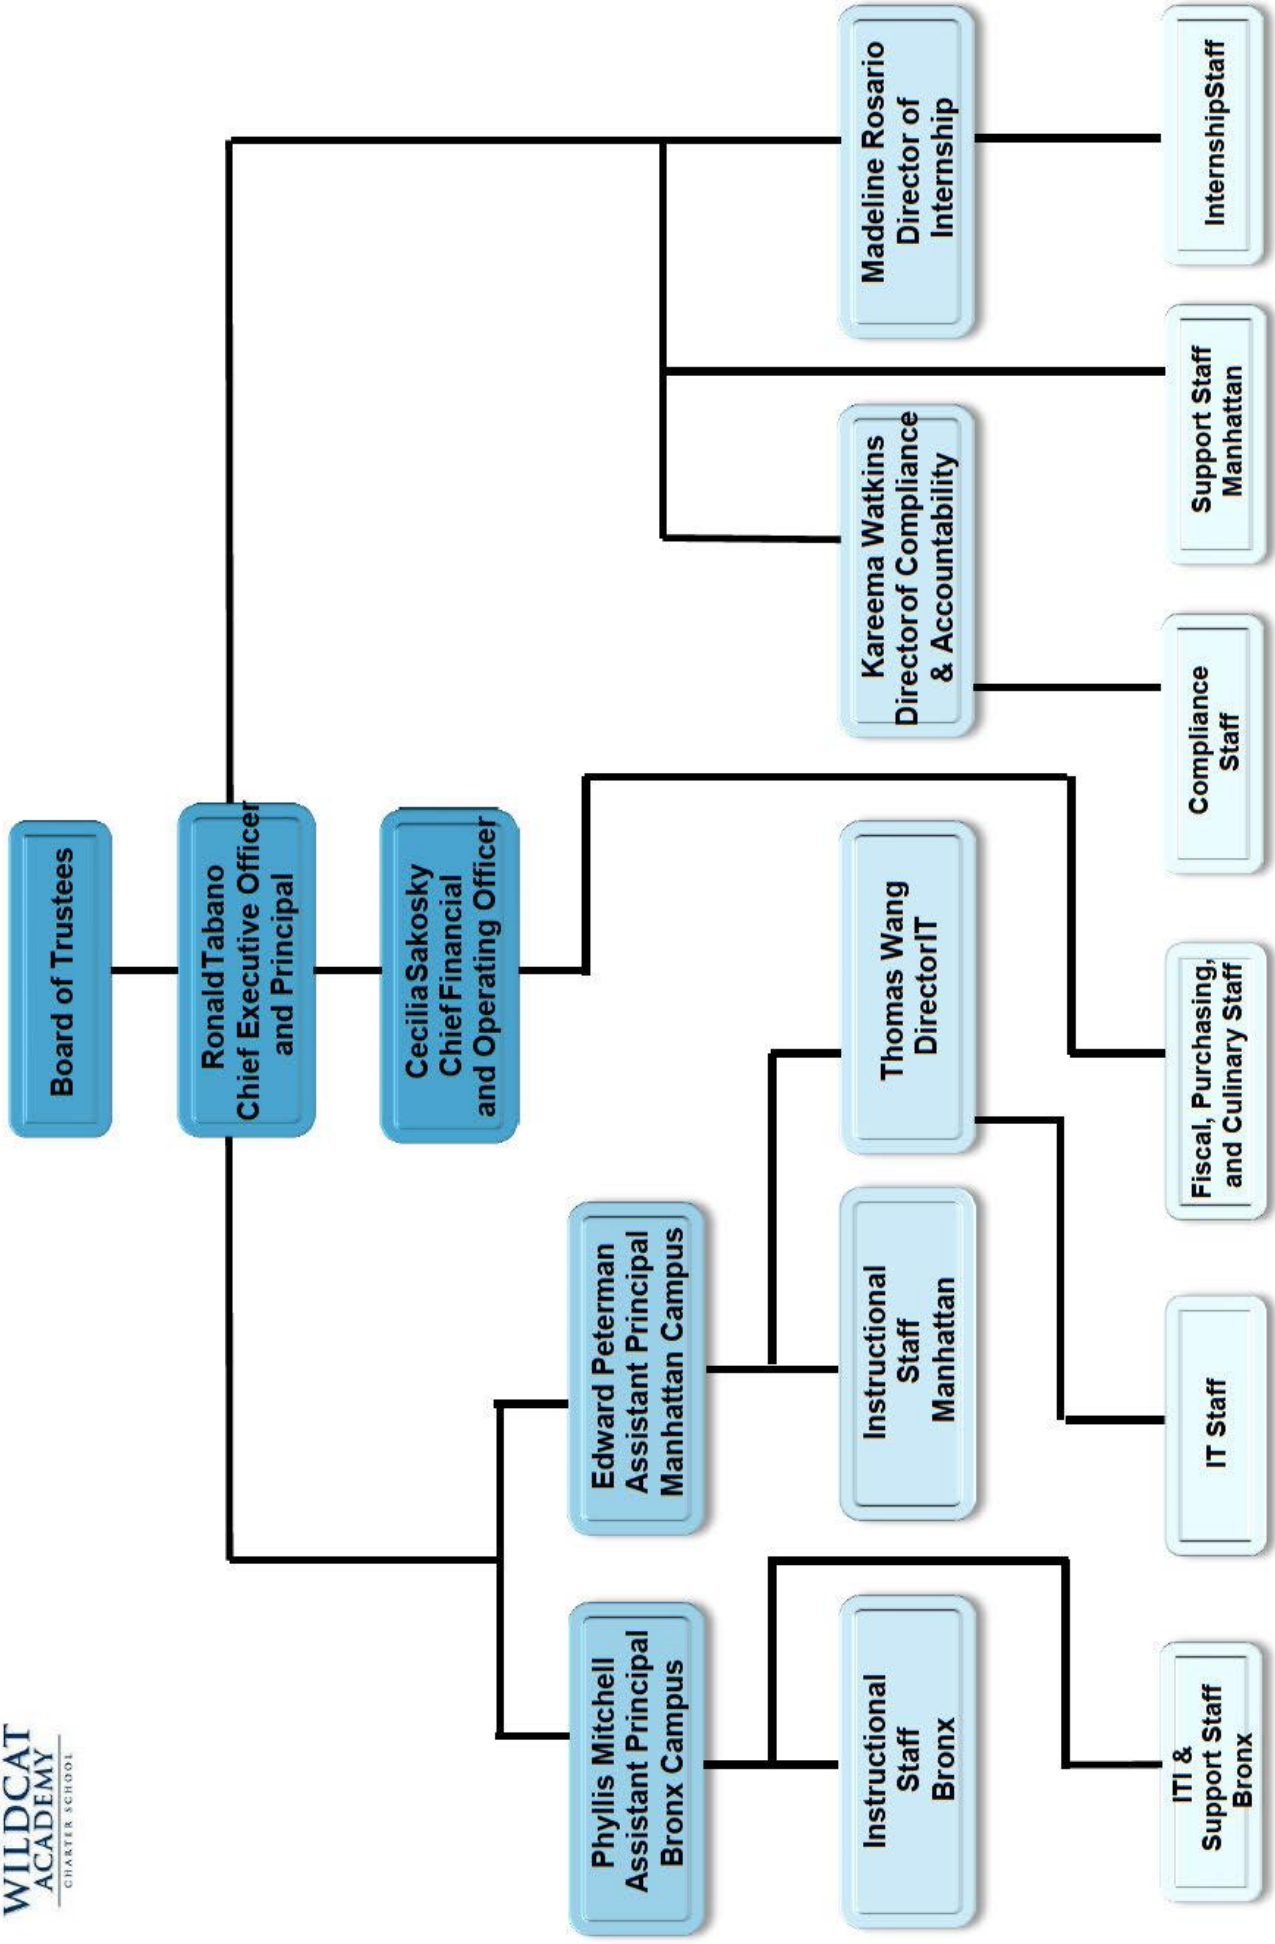 WILDCAT
ACADEMY
CHARTER SCHOOL
Board of Trustees
RonaldTabano
Chief Executive Officer
and Principal
CeciliaSakosky
ChiefFinancial
and Operating Officer
Phyllis Mitchell
Assistant Principal
Bronx Campus
Edward Peterman
Assistant Principal
Manhattan Campus
Instructional
Staff
Bronx
Instructional
Staff
Manhattan
Thomas Wang
DirectorIT
Kareema Watkins
Directorof Compliance
& Accountability
Madeline Rosario
Director of
Internship
ITI &
Support Staff
Bronx
IT Staff
Fiscal, Purchasing,
and Culinary Staff
Compliance
Staff
Support Staff
Manhattan
InternshipStaff